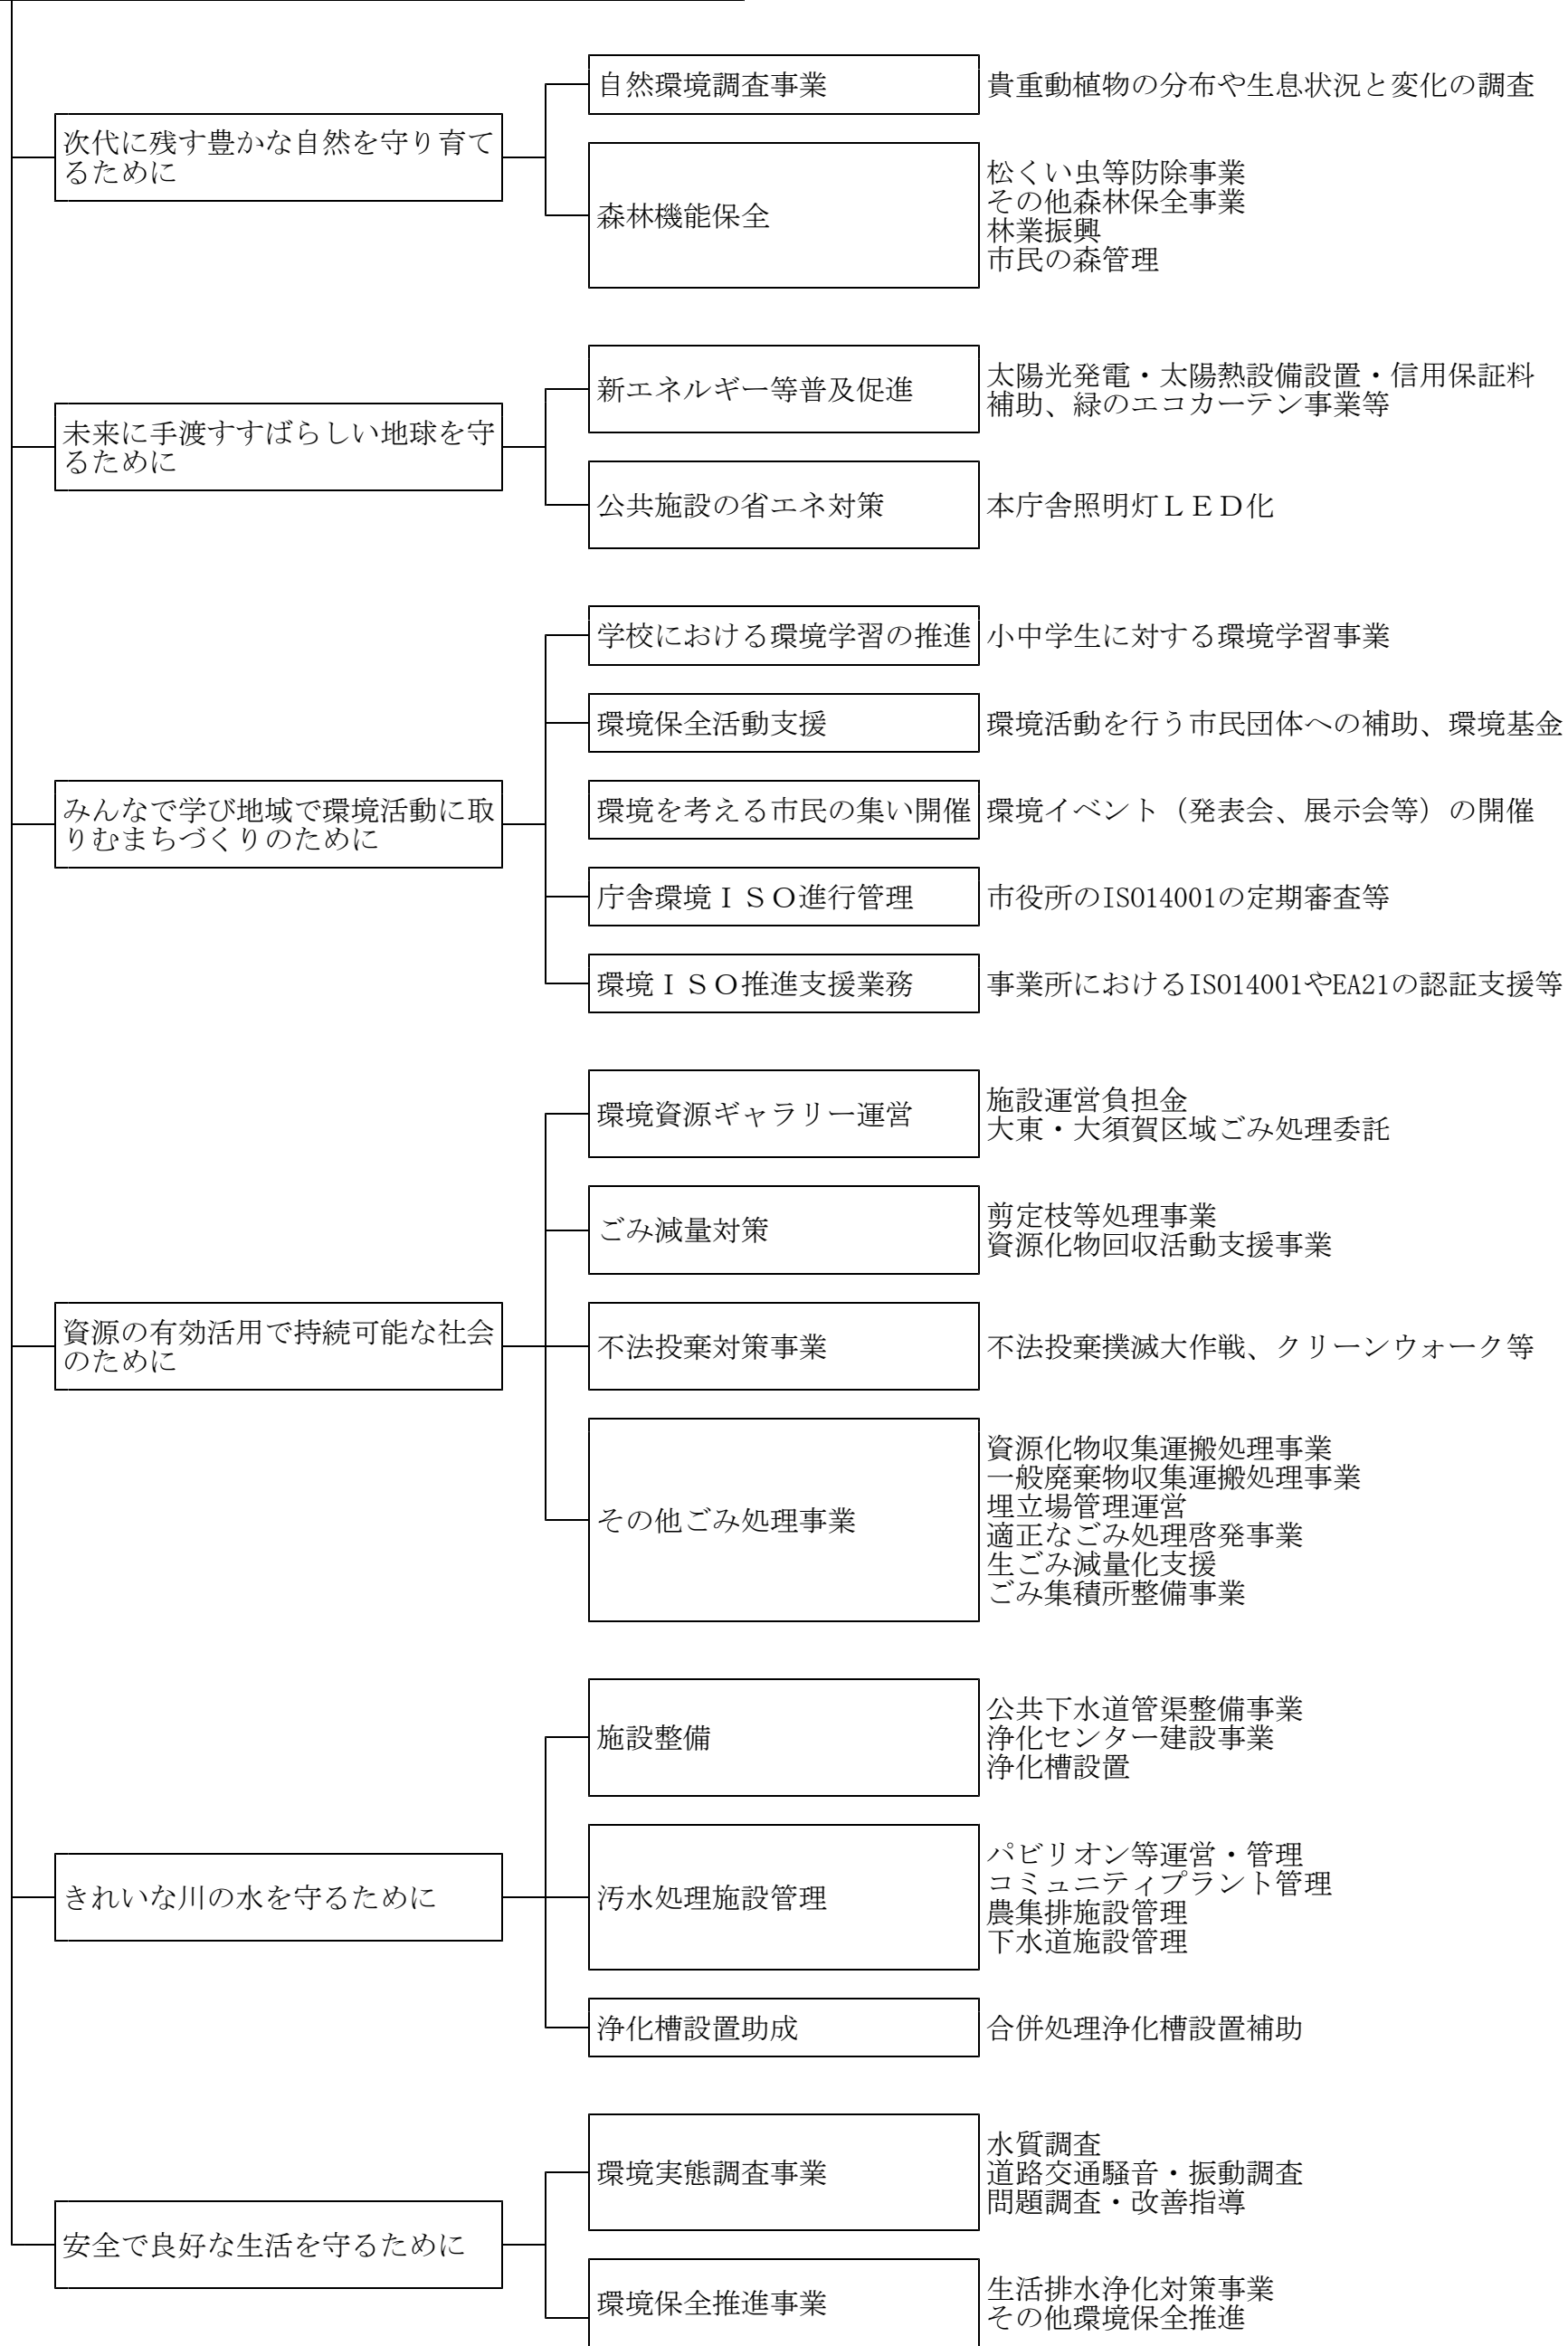 自然環境調査事業
貴重動植物の分布や生息状況と変化の調査
次代に残す豊かな自然を守り育て
るために
森林機能保全
松くい虫等防除事業
その他森林保全事業
林業振興
市民の森管理
新エネルギー等普及促進
太陽光発電・太陽熱設備設置・信用保証料
補助、緑のエコカーテン事業等
未来に手渡すすばらしい地球を守
るために
公共施設の省エネ対策
本庁舎照明灯ＬＥＤ化
学校における環境学習の推進
小中学生に対する環境学習事業
環境保全活動支援
環境活動を行う市民団体への補助、環境基金
みんなで学び地域で環境活動に取
りむまちづくりのために
環境を考える市民の集い開催
環境イベント（発表会、展示会等）の開催
庁舎環境ＩＳＯ進行管理
市役所のISO14001の定期審査等
環境ＩＳＯ推進支援業務
事業所におけるISO14001やEA21の認証支援等
環境資源ギャラリー運営
施設運営負担金
大東・大須賀区域ごみ処理委託
ごみ減量対策
剪定枝等処理事業
資源化物回収活動支援事業
資源の有効活用で持続可能な社会
のために
不法投棄対策事業
不法投棄撲滅大作戦、クリーンウォーク等
その他ごみ処理事業
資源化物収集運搬処理事業
一般廃棄物収集運搬処理事業
埋立場管理運営
適正なごみ処理啓発事業
生ごみ減量化支援
ごみ集積所整備事業
施設整備
公共下水道管渠整備事業
浄化センター建設事業
浄化槽設置
きれいな川の水を守るために
汚水処理施設管理
パビリオン等運営・管理
コミュニティプラント管理
農集排施設管理
下水道施設管理
浄化槽設置助成
合併処理浄化槽設置補助
環境実態調査事業
水質調査
道路交通騒音・振動調査
問題調査・改善指導
安全で良好な生活を守るために
環境保全推進事業
生活排水浄化対策事業
その他環境保全推進